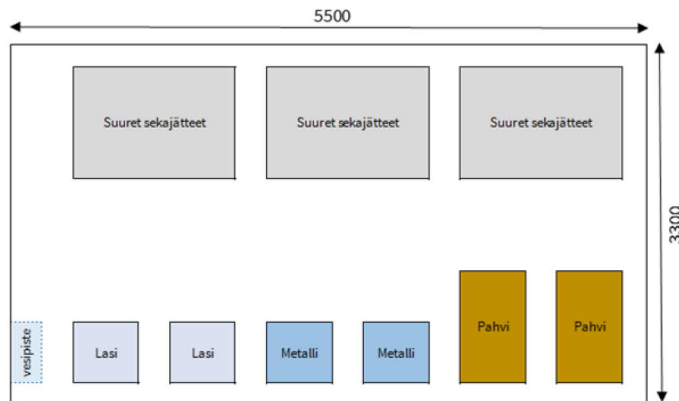 5500
Suuret sekajätteet
Suuret sekajätteet
Suuret sekajätteet
3300
vesipiste
Lasi
Lasi
Metalli
Metalli
Pahvi
Pahvi